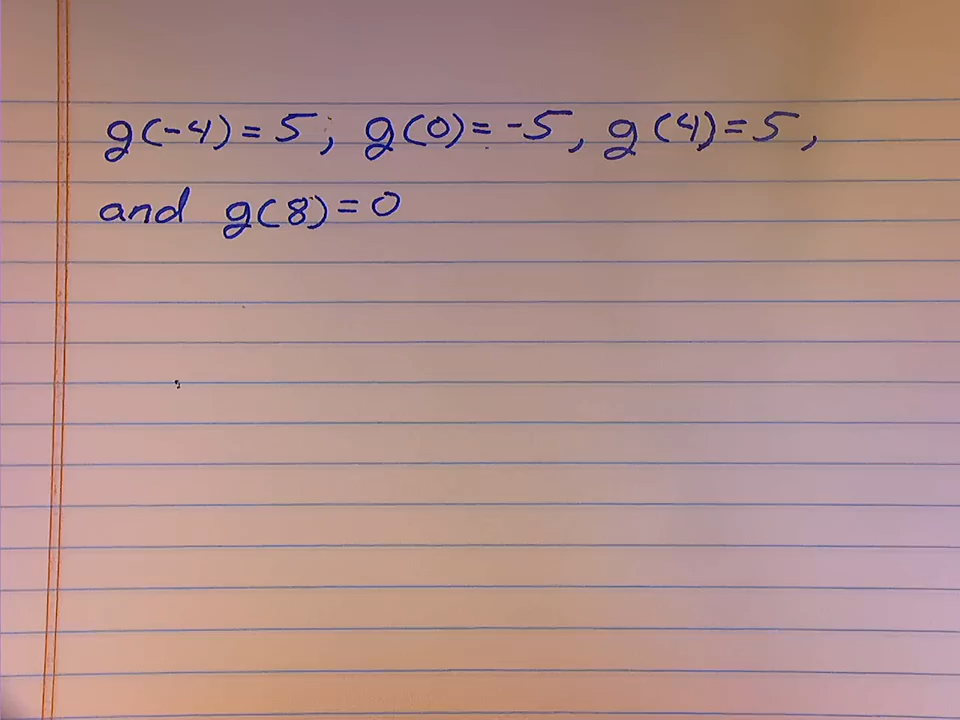 g(-4) = 5; g(0) = -5, g(4) = 5,
and g(8) = 0